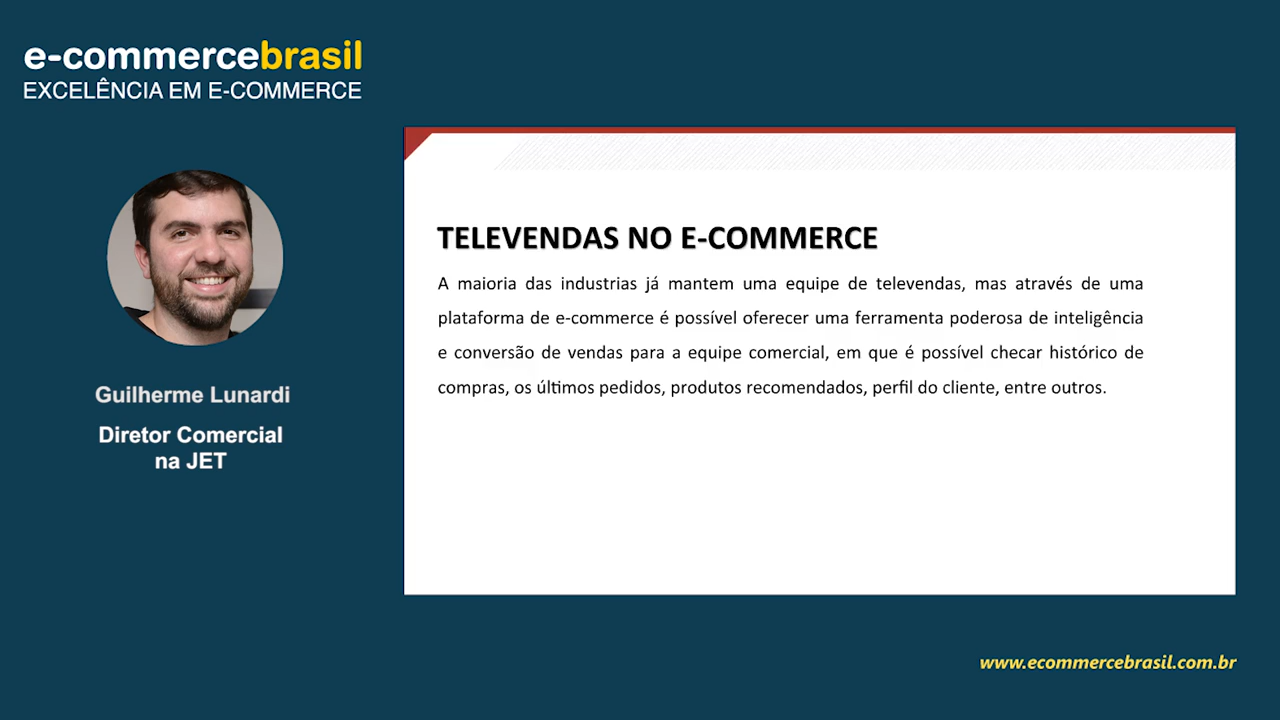 e-commercebrasil
EXCELÊNCIA EM E-COMMERCE
Guilherme Lunardi
Diretor Comercial
na JET
TELEVENDAS NO E-COMMERCE
A maioria das industrias já mantem uma equipe de televendas, mas através de uma
plataforma de e-commerce é possível oferecer uma ferramenta poderosa de inteligência
e conversão de vendas para a equipe comercial, em que é possível checar histórico de
compras, os últimos pedidos, produtos recomendados, perfil do cliente, entre outros.
www.ecommercebrasil.com.br